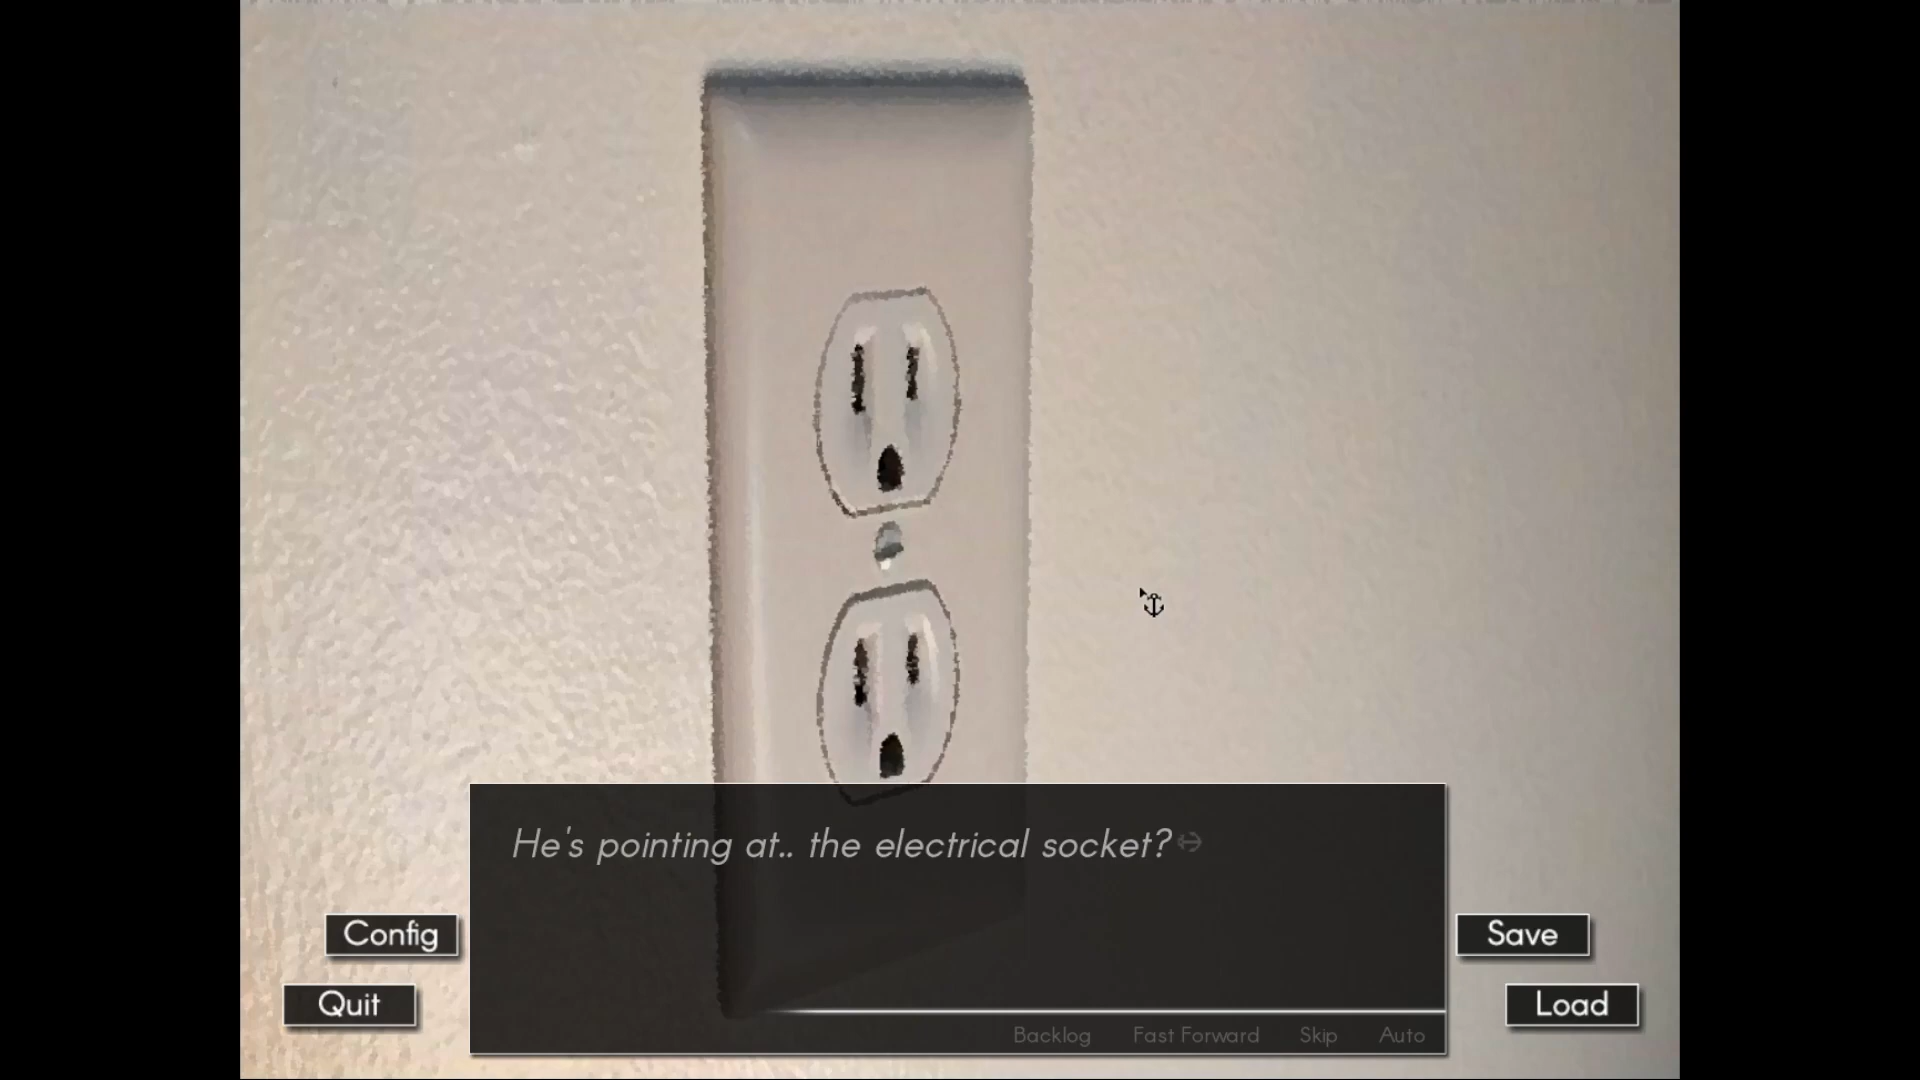 He's pointing at.. the electrical socket?
Config
Save
Quit
Load
Backlog Fast Forward Skip Auto